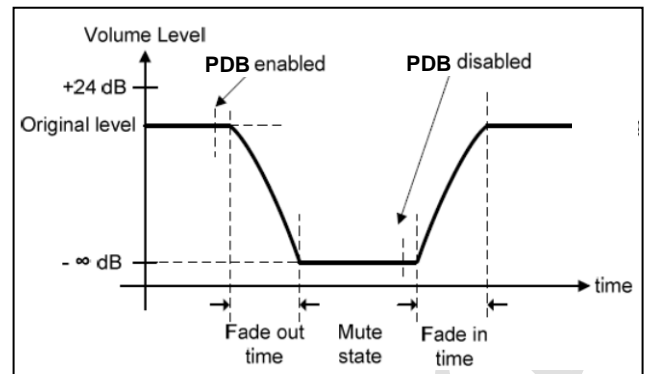 Volume Level
PDB enabled
PDB disabled
+24 dB
Original level
- ∞ dB
time
Fade out
time
Mute
state
Fade in
time